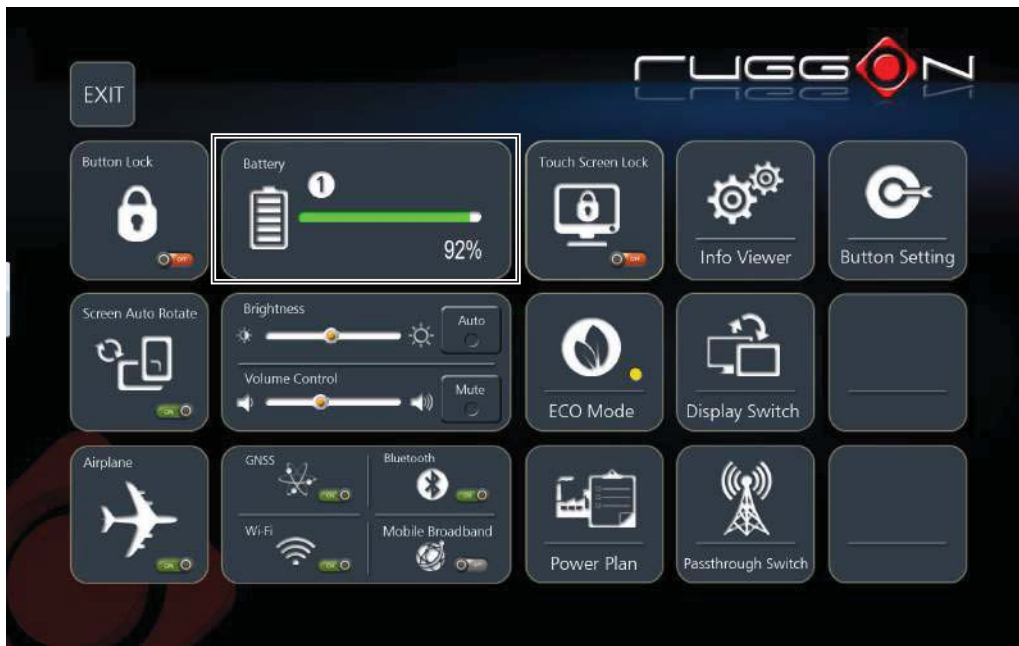 RUGGON
EXIT
Button Lock
OFF
Battery
1
92%
Touch Screen Lock
OFF
Info Viewer
Button Setting
Screen Auto Rotate
ON
Brightness
Auto
Volume Control
Mute
ECO Mode
Display Switch
Airplane
ON
GNSS
ON
Bluetooth
ON
Wi-Fi
ON
Mobile Broadband
OFF
Power Plan
Passthrough Switch